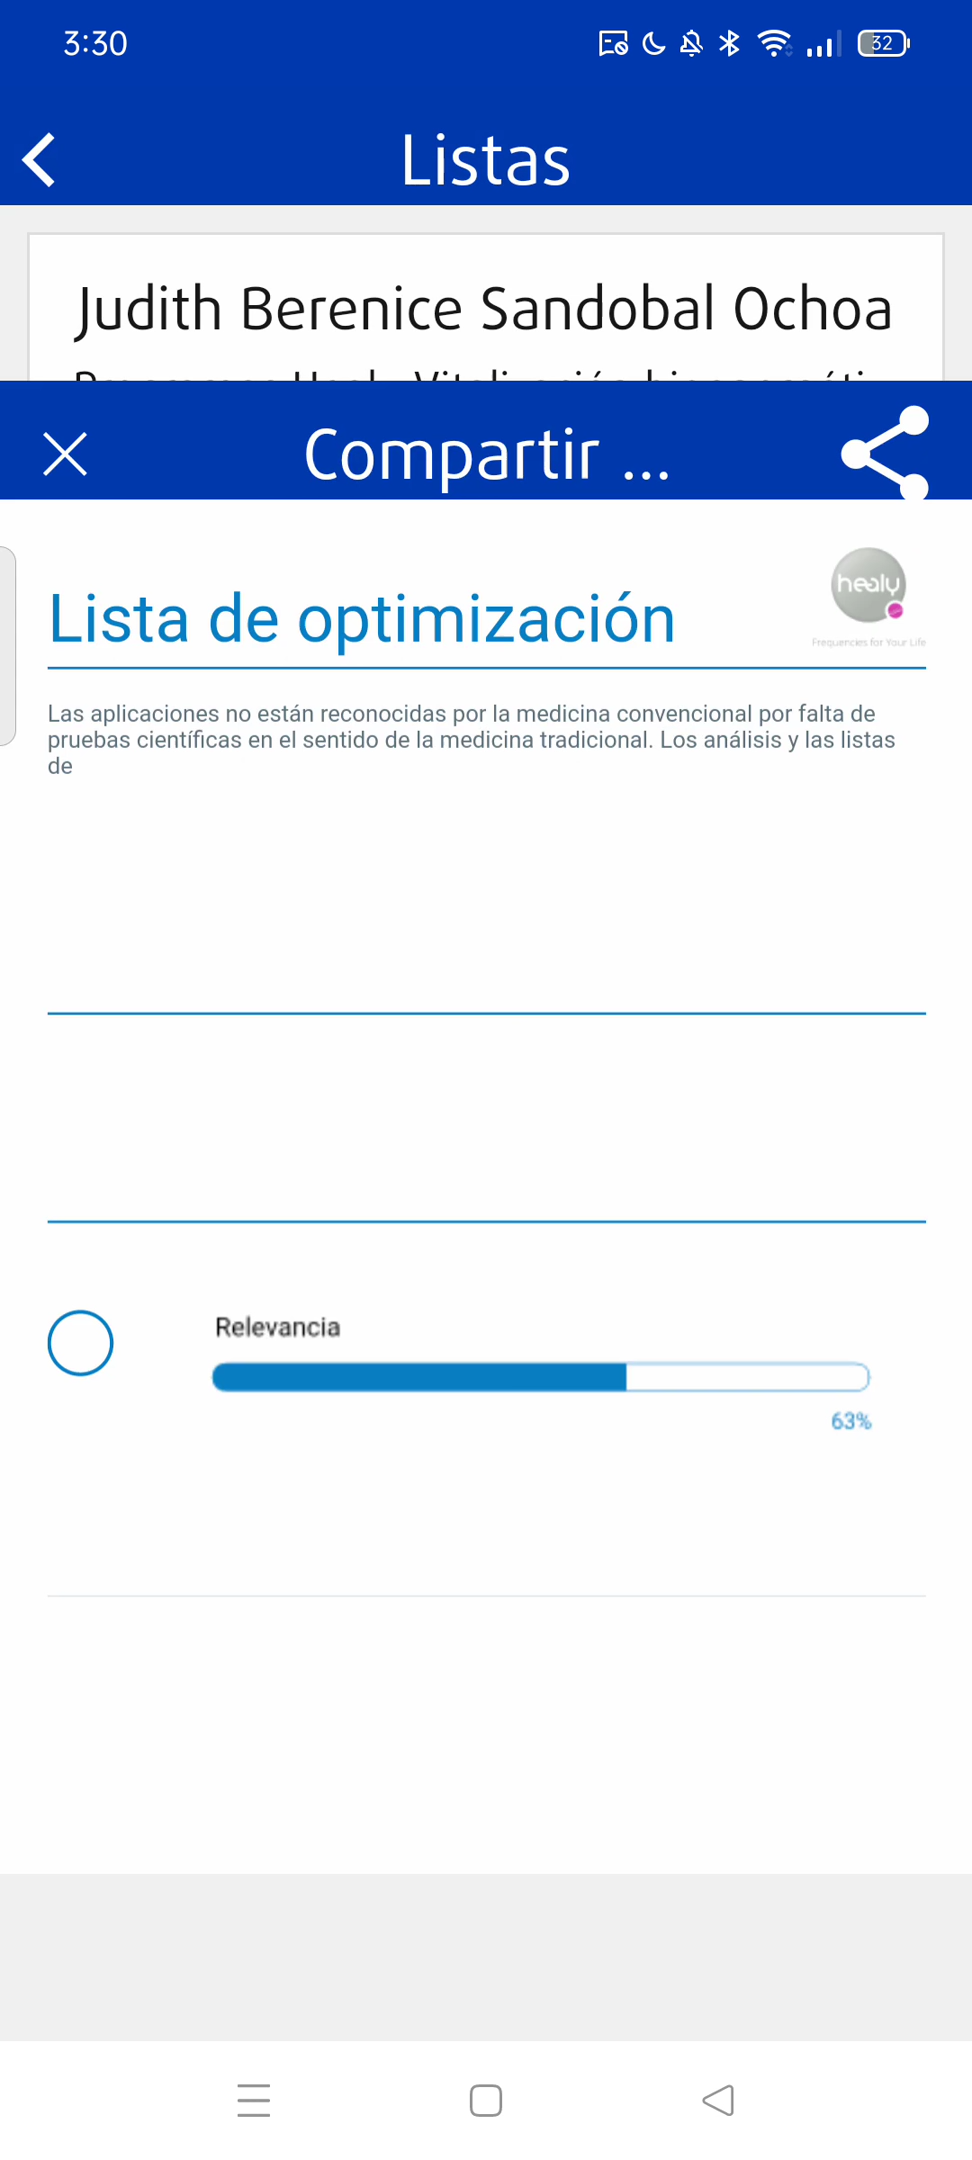 3:30
32
Listas
Judith Berenice Sandobal Ochoa
Compartir ...
healy
Frequencies for Your Life
Lista de optimización
Las aplicaciones no están reconocidas por la medicina convencional por falta de
pruebas científicas en el sentido de la medicina tradicional. Los análisis y las listas
de
Relevancia
63%